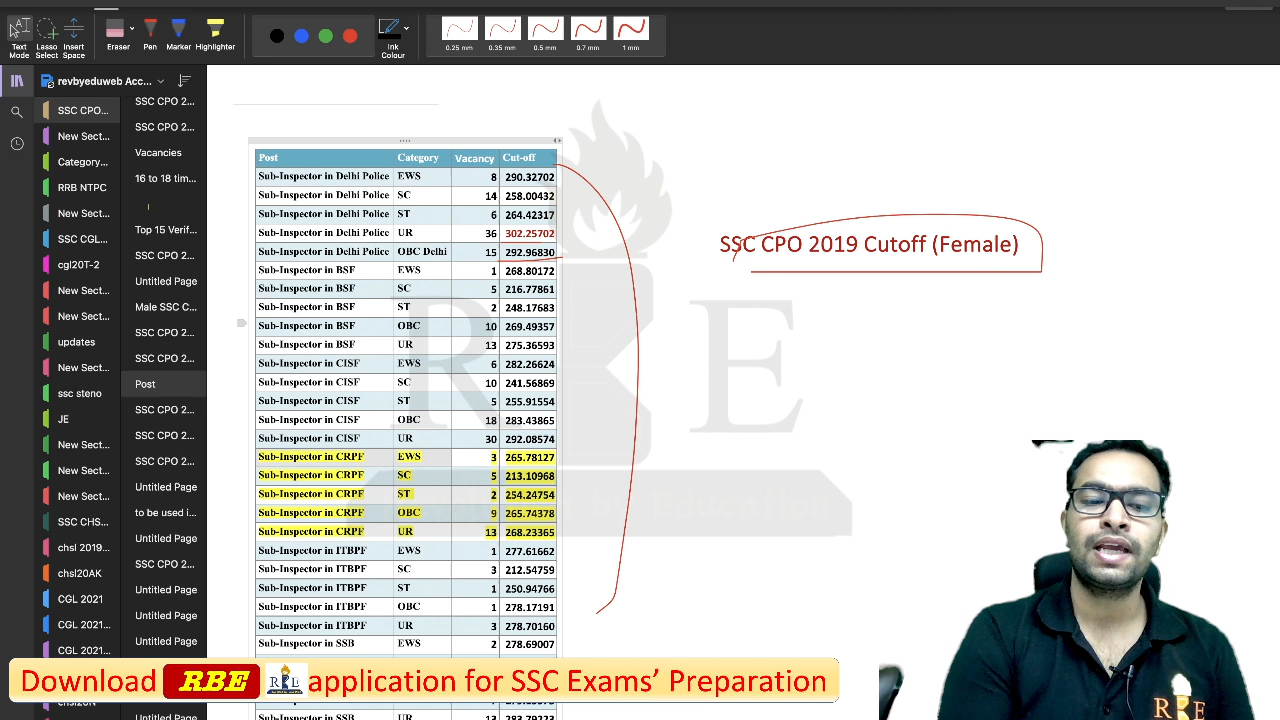 Text Mode
Lasso Select
Insert Space
Eraser
Pen
Marker
Highlighter
Ink Colour
0.25 mm
0.35 mm
0.5 mm
0.7 mm
1 mm
revbyeduweb Acc...
SSC CPO...
New Sect...
Category...
RRB NTPC
New Sect...
SSC CGL...
cgl20T-2
New Sect...
New Sect...
updates
New Sect...
ssc steno
JE
New Sect...
New Sect...
New Sect...
SSC CHS...
chsl 2019...
chsl20AK
CGL 2021
CGL 2021...
CGL 2021...
SSC CPO 2...
SSC CPO 2...
Vacancies
16 to 18 tim...
Top 15 Verif...
SSC CPO 2...
Untitled Page
Male SSC C...
SSC CPO 2...
SSC CPO 2...
Post
SSC CPO 2...
SSC CPO 2...
SSC CPO 2...
Untitled Page
to be used i...
Untitled Page
SSC CPO 2...
Untitled Page
Untitled Page
Untitled Page
Post Category Vacancy Cut-off
Sub-Inspector in Delhi Police EWS 8 290.32702
Sub-Inspector in Delhi Police SC 14 258.00432
Sub-Inspector in Delhi Police ST 6 264.42317
Sub-Inspector in Delhi Police UR 36 302.25702
Sub-Inspector in Delhi Police OBC Delhi 15 292.96830
Sub-Inspector in BSF EWS 1 268.80172
Sub-Inspector in BSF SC 5 216.77861
Sub-Inspector in BSF ST 2 248.17683
Sub-Inspector in BSF OBC 10 269.49357
Sub-Inspector in BSF UR 13 275.36593
Sub-Inspector in CISF EWS 6 282.26624
Sub-Inspector in CISF SC 10 241.56869
Sub-Inspector in CISF ST 5 255.91554
Sub-Inspector in CISF OBC 18 283.43865
Sub-Inspector in CISF UR 30 292.08574
Sub-Inspector in CRPF EWS 3 265.78127
Sub-Inspector in CRPF SC 5 213.10968
Sub-Inspector in CRPF ST 2 254.24754
Sub-Inspector in CRPF OBC 9 265.74378
Sub-Inspector in CRPF UR 13 268.23365
Sub-Inspector in ITBPF EWS 1 277.61662
Sub-Inspector in ITBPF SC 3 212.54759
Sub-Inspector in ITBPF ST 1 250.94766
Sub-Inspector in ITBPF OBC 1 278.17191
Sub-Inspector in ITBPF UR 3 278.70160
Sub-Inspector in SSB EWS 2 278.69007
Sub-Inspector in SSB UR 13 283.79223
SSC CPO 2019 Cutoff (Female)
RBE
by Education
Download RBE RBE application for SSC Exams' Preparation
RBE